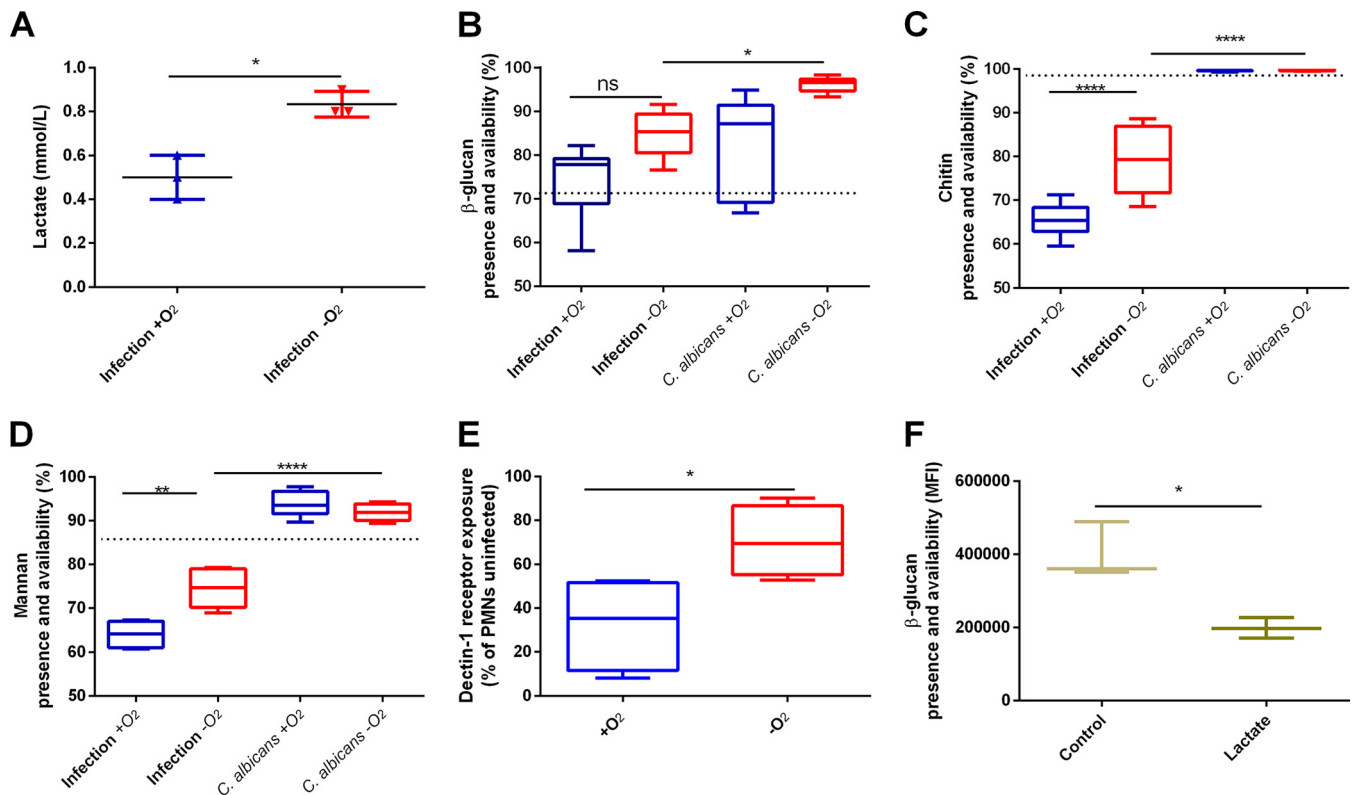 A
Lactate (mmol/L)
1.0
0.8
0.6
0.4
0.2
0.0
*
Infection +O2
Infection -O2
B
β-glucan
presence and availability (%)
100
90
80
70
60
50
ns
*
Infection +O2
Infection -O2
C. albicans +O2
C. albicans -O2
C
Chitin
presence and availability (%)
100
90
80
70
60
50
****
****
Infection +O2
Infection -O2
C. albicans +O2
C. albicans -O2
D
Mannan
presence and availability (%)
100
90
80
70
60
50
**
****
Infection +O2
Infection -O2
C. albicans +O2
C. albicans -O2
E
Dectin-1 receptor exposure
(% of PMNs uninfected)
100
80
60
40
20
0
*
+O2
-O2
F
β-glucan
presence and availability (MFI)
600000
400000
200000
0
*
Control
Lactate